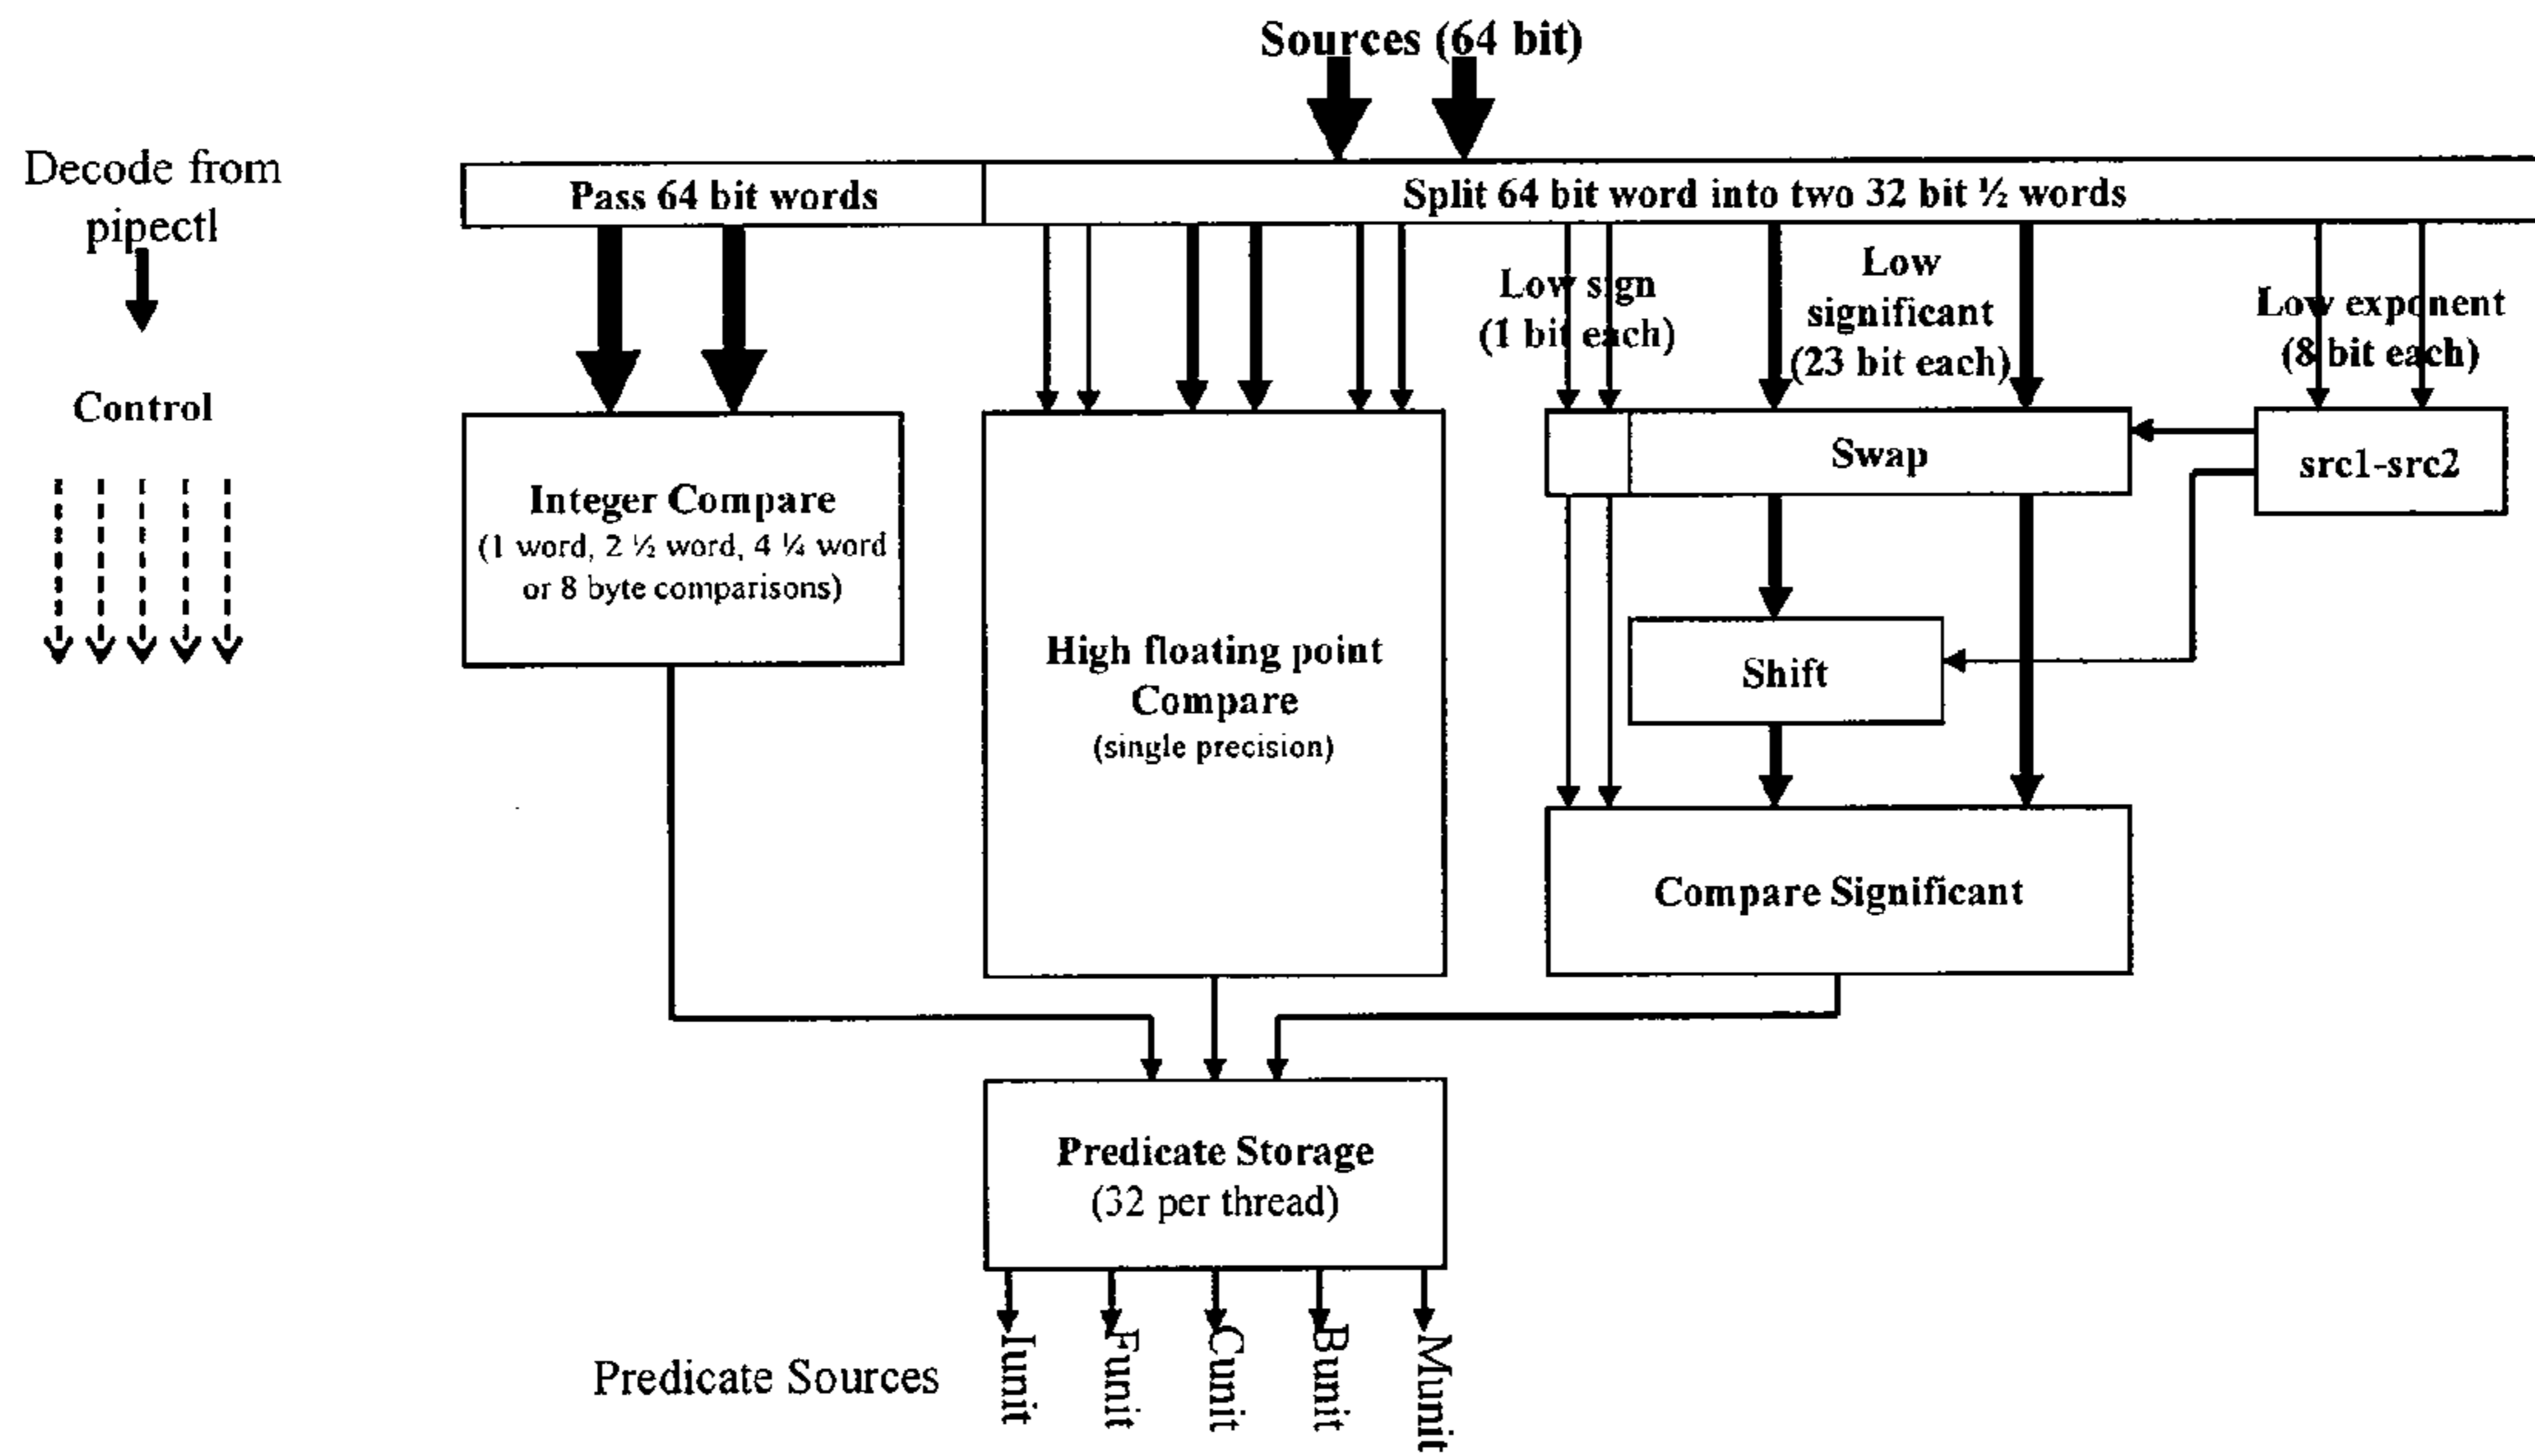 Sources (64 bit)
Decode from
pipectl
Pass 64 bit words
Split 64 bit word into two 32 bit ½ words
Low sign
(1 bit each)
Low
significant
(23 bit each)
Low exponent
(8 bit each)
Control
Integer Compare
(1 word, 2 ½ word, 4 ¼ word
or 8 byte comparisons)
High floating point
Compare
(single precision)
Swap
src1-src2
Shift
Compare Significant
Predicate Storage
(32 per thread)
Predicate Sources
Iunit
Funit
Cunit
Bunit
Munit